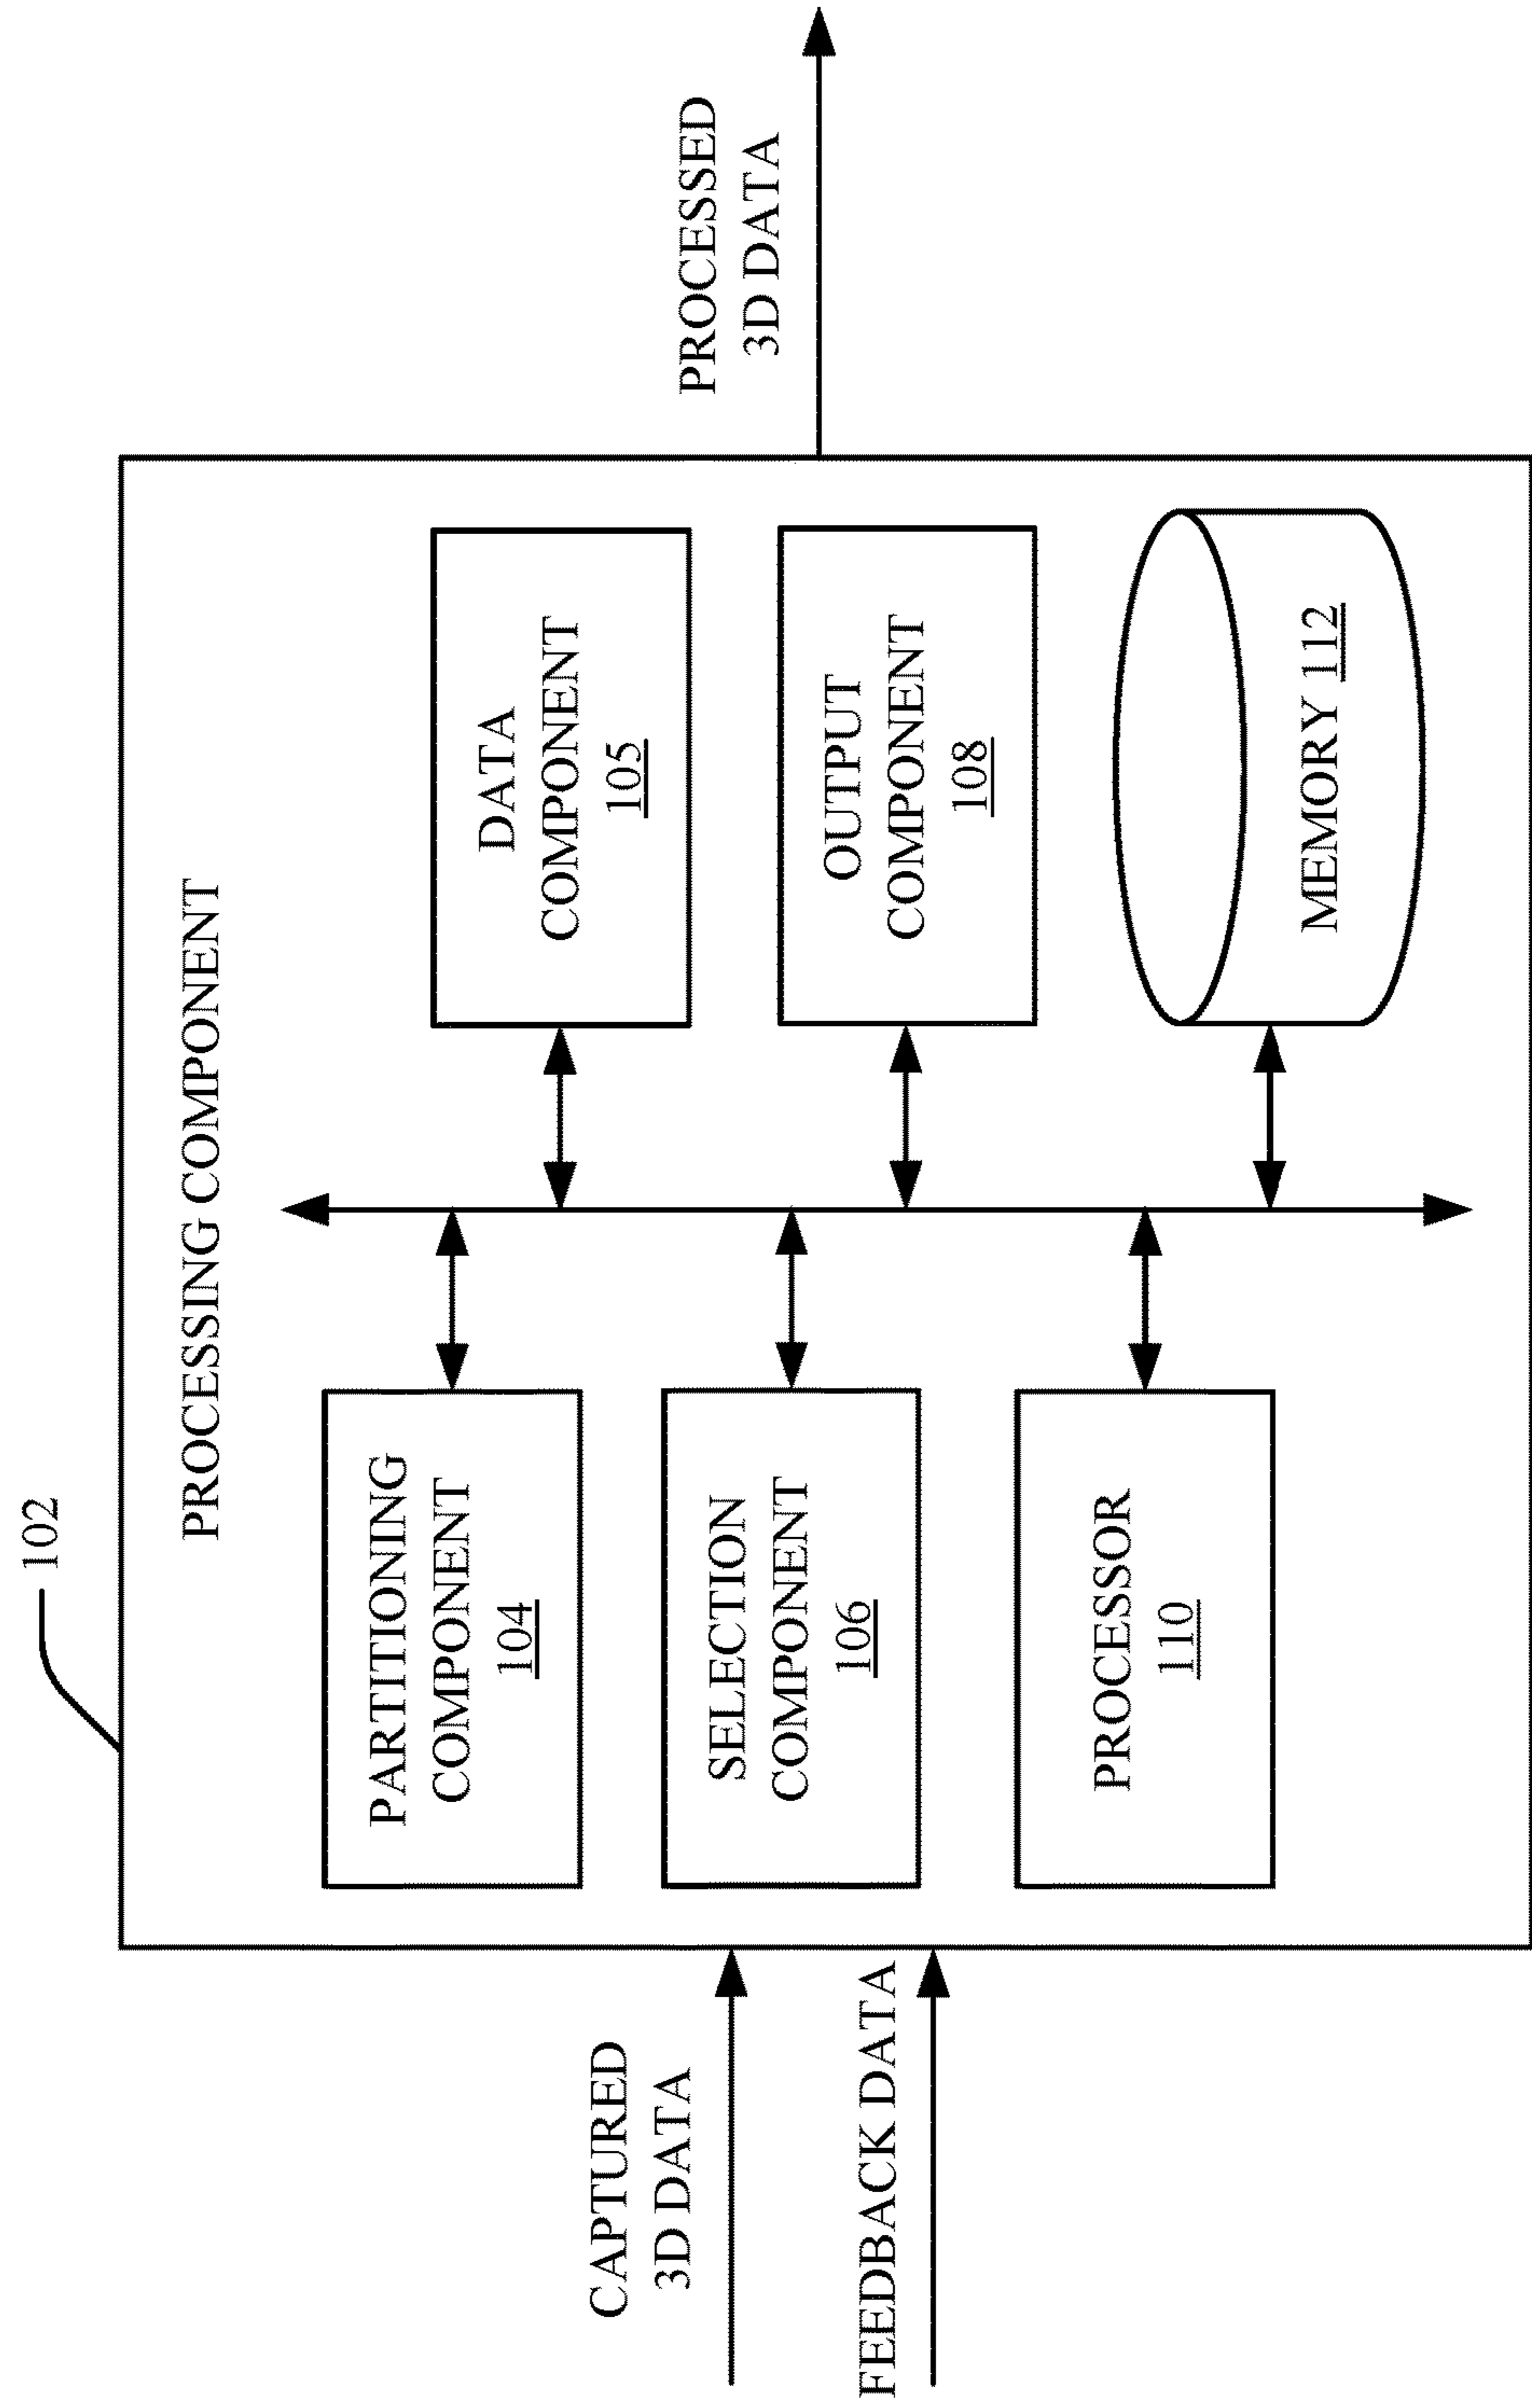 102
PROCESSING COMPONENT
CAPTURED
3D DATA
FEEDBACK DATA
PARTITIONING
COMPONENT
104
SELECTION
COMPONENT
106
PROCESSOR
110
DATA
COMPONENT
105
OUTPUT
COMPONENT
108
MEMORY 112
PROCESSED
3D DATA